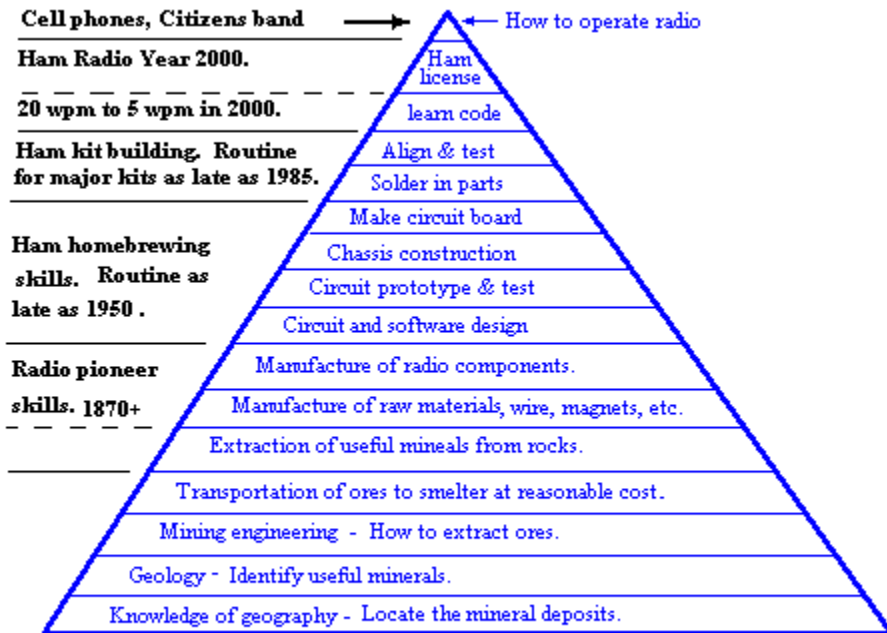 Cell phones, Citizens band
How to operate radio
Ham Radio Year 2000.
Ham
license
20 wpm to 5 wpm in 2000.
learn code
Ham kit building. Routine
for major kits as late as 1985.
Align & test
Solder in parts
Make circuit board
Ham homebrewing
skills. Routine as
late as 1950 .
Chassis construction
Circuit prototype & test
Circuit and software design
Radio pioneer
skills. 1870+
Manufacture of radio components.
Manufacture of raw materials, wire, magnets, etc.
Extraction of useful mineals from rocks.
Transportation of ores to smelter at reasonable cost.
Mining engineering - How to extract ores.
Geology - Identify useful minerals.
Knowledge of geography - Locate the mineral deposits.